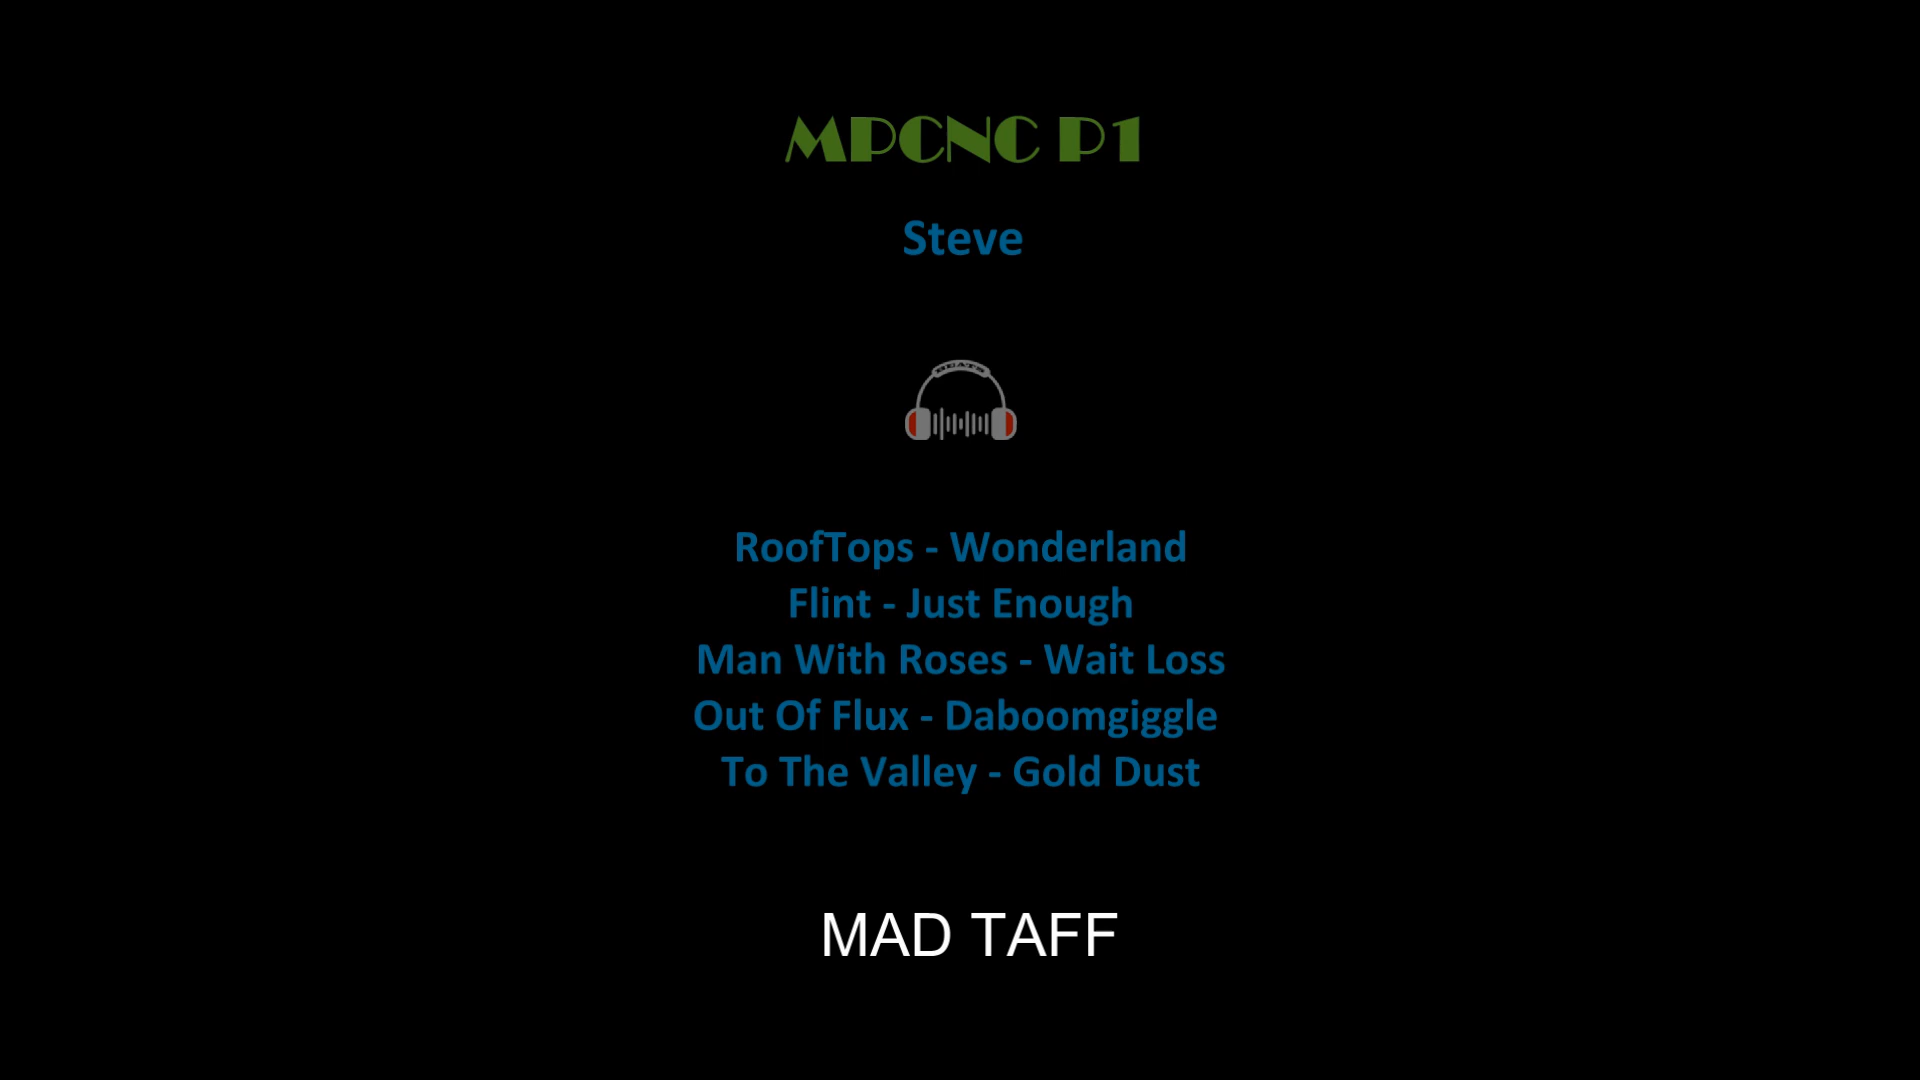 MPCNC P1
Steve
RoofTops - Wonderland
Flint - Just Enough
Man With Roses - Wait Loss
Out Of Flux - Daboomgiggle
To The Valley - Gold Dust
MAD TAFF